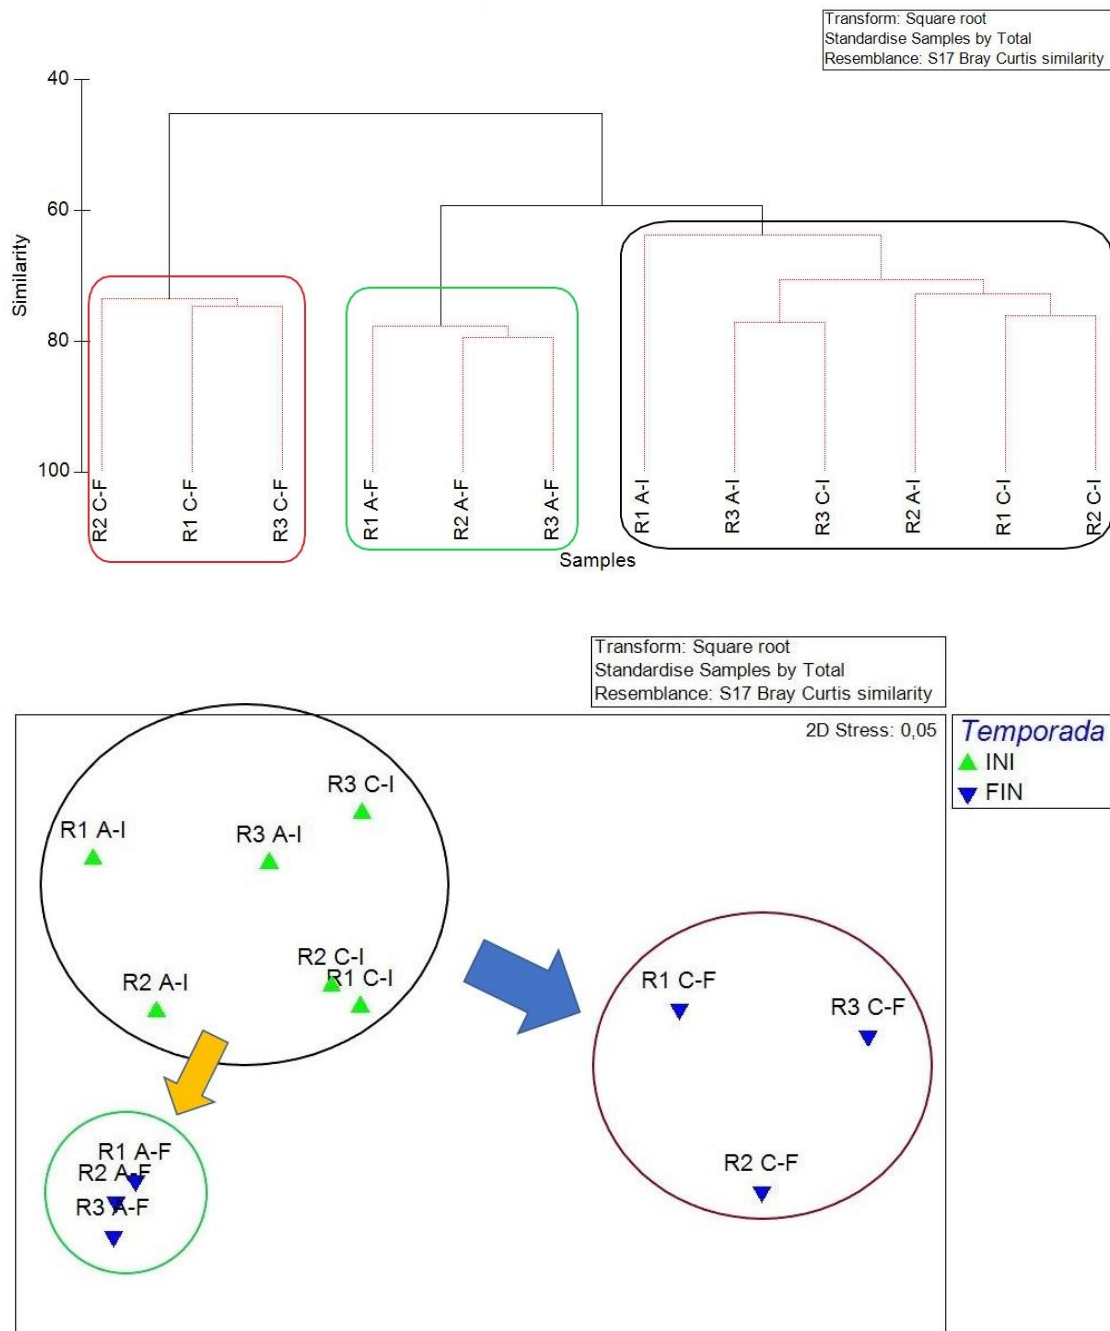 Transform: Square root
Standardise Samples by Total
Resemblance: S17 Bray Curtis similarity
40
60
80
100
Similarity
R2 C-F
R1 C-F
R3 C-F
R1 A-F
R2 A-F
R3 A-F
R1 A-I
R3 A-I
R3 C-I
R2 A-I
R1 C-I
R2 C-I
Samples
Transform: Square root
Standardise Samples by Total
Resemblance: S17 Bray Curtis similarity
2D Stress: 0,05
Temporada
INI
FIN
R3 C-I
R1 A-I
R3 A-I
R2 C-I
R1 C-I
R2 A-I
R1 C-F
R3 C-F
R2 C-F
R1 A-F
R2 A-F
R3 A-F